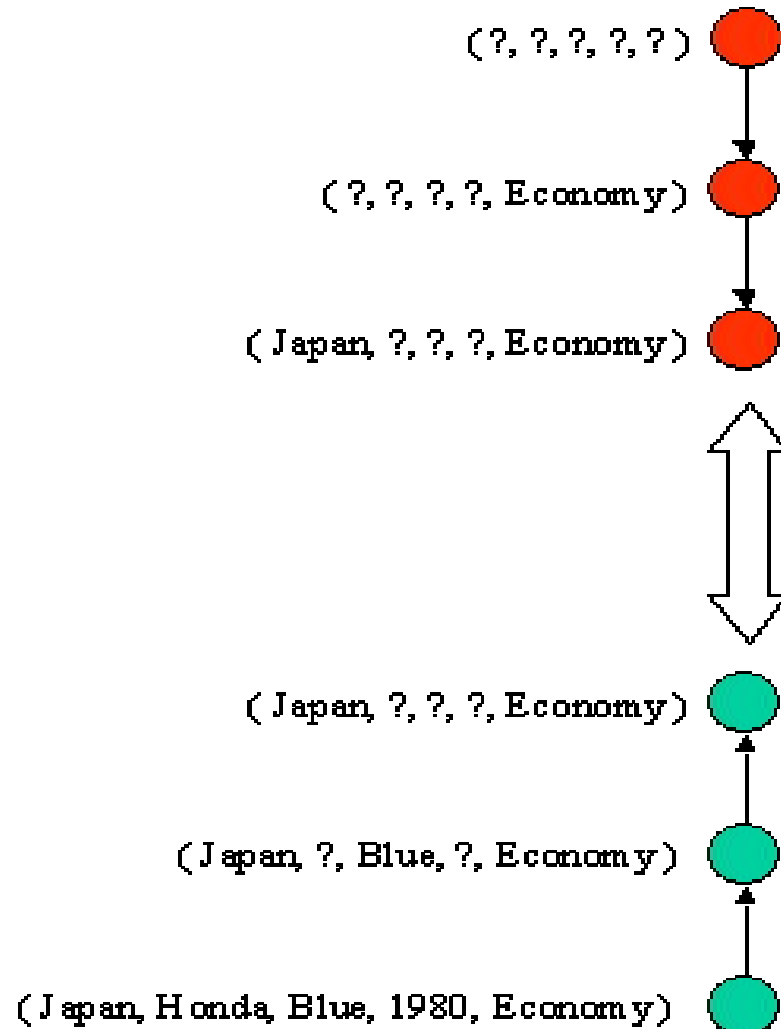 (?, ?, ?, ?, ?)
(?, ?, ?, ?, Economy)
(Japan, ?, ?, ?, Economy)
(Japan, ?, ?, ?, Economy)
(Japan, ?, Blue, ?, Economy)
(Japan, Honda, Blue, 1980, Economy)